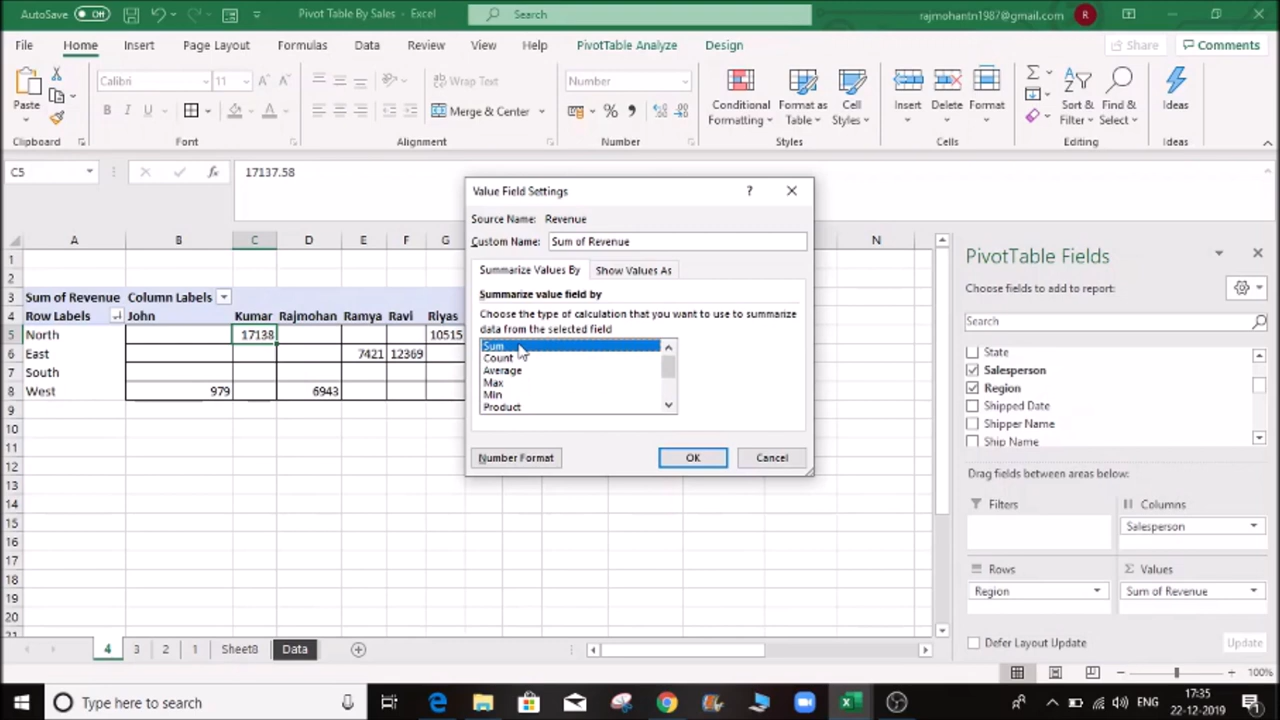 AutoSave Off Pivot Table By Sales - Excel Search rajmohantn1987@gmail.com R
File Home Insert Page Layout Formulas Data Review View Help PivotTable Analyze Design Share Comments
Calibri 11 A A Wrap Text Number
Paste B I U A Merge & Center % , Conditional Formatting Format as Table Cell Styles Insert Delete Format Sort & Filter Find & Select Ideas
Clipboard Font Alignment Number Styles Cells Editing Ideas
C5 fx 17137.58
Value Field Settings ?
Source Name: Revenue
Custom Name: Sum of Revenue
Summarize Values By Show Values As
Summarize value field by
Choose the type of calculation that you want to use to summarize
data from the selected field
Sum
Count
Average
Max
Min
Product
Number Format OK Cancel
A B C D E F G N
1
2
3 Sum of Revenue Column Labels
4 Row Labels John Kumar Rajmohan Ramya Ravi Riyas
5 North 17138 10515
6 East 7421 12369
7 South
8 West 979 6943
9
10
11
12
13
14
15
16
17
18
19
20
21
PivotTable Fields
Choose fields to add to report:
Search
State
Salesperson
Region
Shipped Date
Shipper Name
Ship Name
Drag fields between areas below:
Filters Columns
Salesperson
Rows Σ Values
Region Sum of Revenue
Defer Layout Update Update
4 3 2 1 Sheet8 Data
100%
Type here to search ENG 17:35
22-12-2019